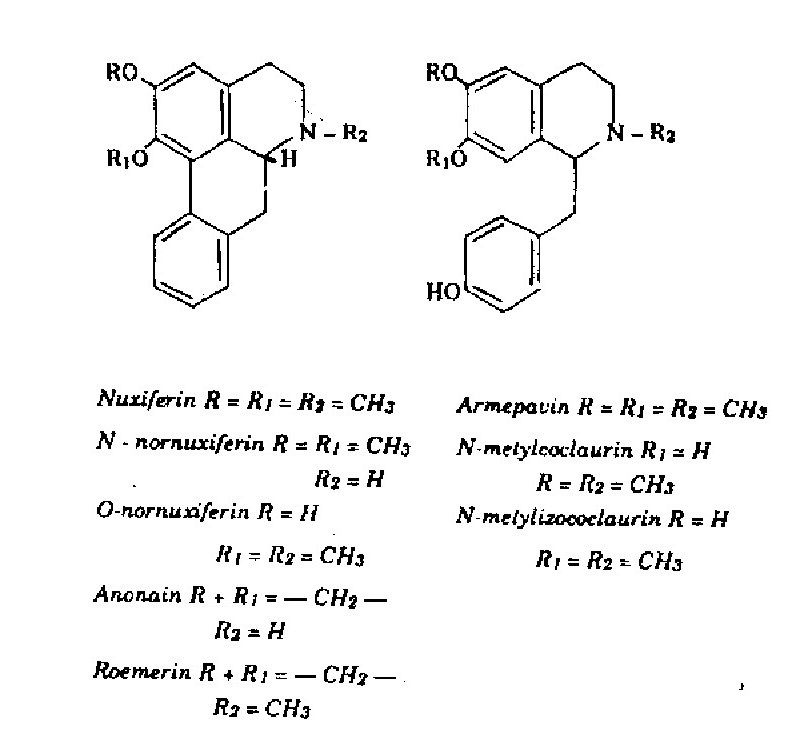 RO
R₁O
N – R₂
H
RO
R₁O
N – R₂
HO
Nuxiferin R = R₁ = R₂ = CH₃
N - nornuxiferin R = R₁ = CH₃
R₂ = H
O-nornuxiferin R = H
R₁ = R₂ = CH₃
Anonain R + R₁ = — CH₂ —
R₂ = H
Roemerin R + R₁ = — CH₂ —
R₂ = CH₃
Armepavin R = R₁ = R₂ = CH₃
N-metylcoclaurin R₁ = H
R = R₂ = CH₃
N-metylizococlaurin R = H
R₁ = R₂ = CH₃